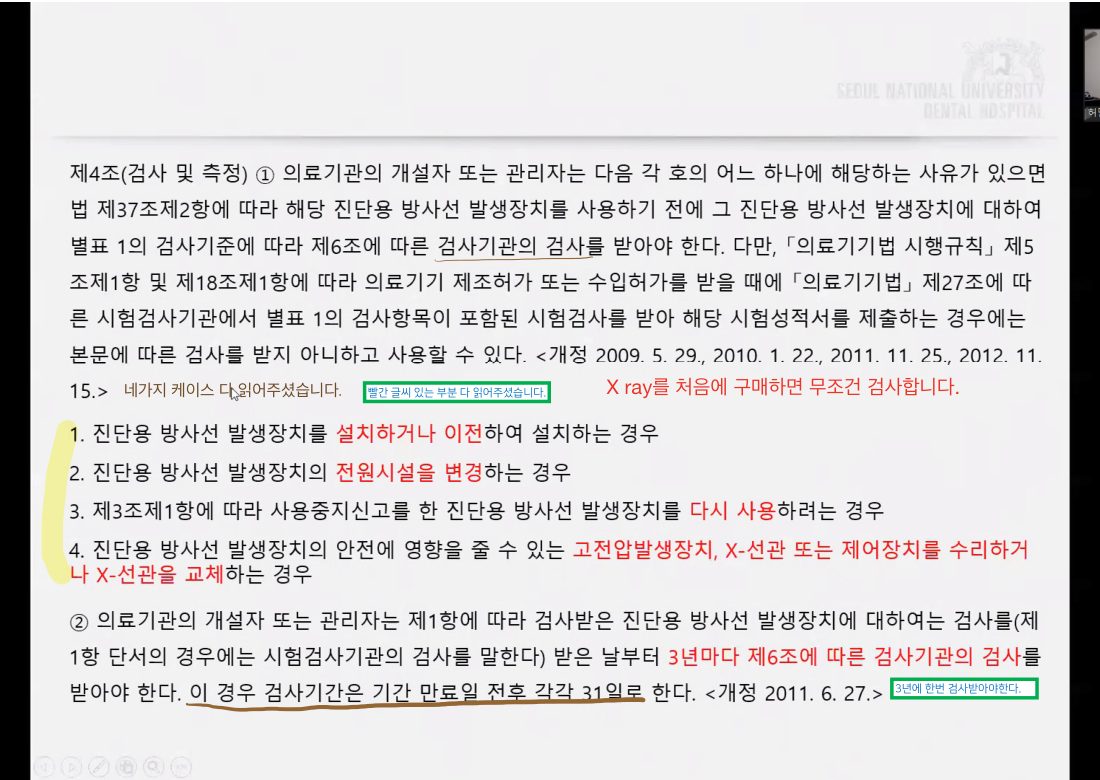 SEOUL NATIONAL UNIVERSITY
DENTAL HOSPITAL
제4조(검사 및 측정) ① 의료기관의 개설자 또는 관리자는 다음 각 호의 어느 하나에 해당하는 사유가 있으면
법 제37조제2항에 따라 해당 진단용 방사선 발생장치를 사용하기 전에 그 진단용 방사선 발생장치에 대하여
별표 1의 검사기준에 따라 제6조에 따른 검사기관의 검사를 받아야 한다. 다만, ｢의료기기법 시행규칙｣ 제5
조제1항 및 제18조제1항에 따라 의료기기 제조허가 또는 수입허가를 받을 때에 ｢의료기기법｣ 제27조에 따
른 시험검사기관에서 별표 1의 검사항목이 포함된 시험검사를 받아 해당 시험성적서를 제출하는 경우에는
본문에 따른 검사를 받지 아니하고 사용할 수 있다. <개정 2009. 5. 29., 2010. 1. 22., 2011. 11. 25., 2012. 11.
15.> 네가지 케이스 다 읽어주셨습니다. 빨간 글씨 있는 부분 다 읽어주셨습니다. X ray를 처음에 구매하면 무조건 검사합니다.
1. 진단용 방사선 발생장치를 설치하거나 이전하여 설치하는 경우
2. 진단용 방사선 발생장치의 전원시설을 변경하는 경우
3. 제3조제1항에 따라 사용중지신고를 한 진단용 방사선 발생장치를 다시 사용하려는 경우
4. 진단용 방사선 발생장치의 안전에 영향을 줄 수 있는 고전압발생장치, X-선관 또는 제어장치를 수리하거
나 X-선관을 교체하는 경우
② 의료기관의 개설자 또는 관리자는 제1항에 따라 검사받은 진단용 방사선 발생장치에 대하여는 검사를(제
1항 단서의 경우에는 시험검사기관의 검사를 말한다) 받은 날부터 3년마다 제6조에 따른 검사기관의 검사를
받아야 한다. 이 경우 검사기간은 기간 만료일 전후 각각 31일로 한다. <개정 2011. 6. 27.> 3년에 한번 검사받아야한다.